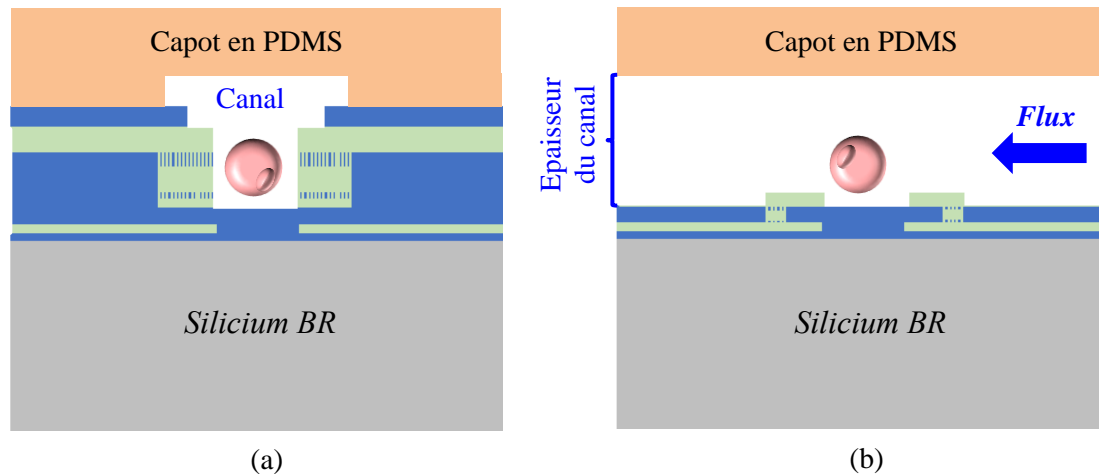 Capot en PDMS
Canal
Silicium BR
(a)
Capot en PDMS
Epaisseur
du canal
Flux
Silicium BR
(b)